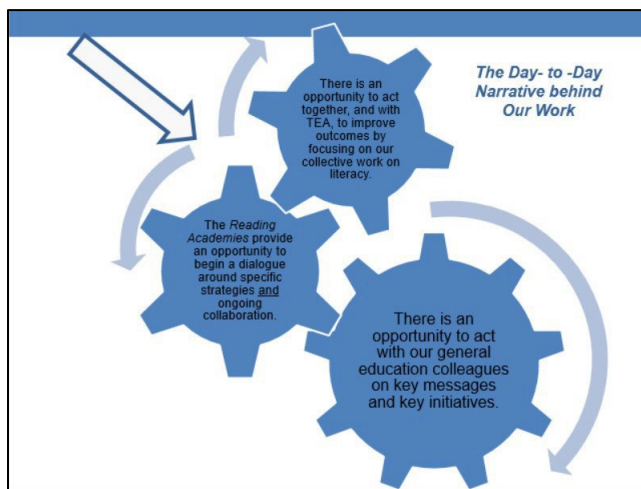 The Day- to -Day
Narrative behind
Our Work
There is an
opportunity to act
together, and with
TEA, to improve
outcomes by
focusing on our
collective work on
literacy.
The Reading
Academies provide
an opportunity to
begin a dialogue
around specific
strategies and
ongoing
collaboration.
There is an
opportunity to act
with our general
education colleagues
on key messages
and key initiatives.